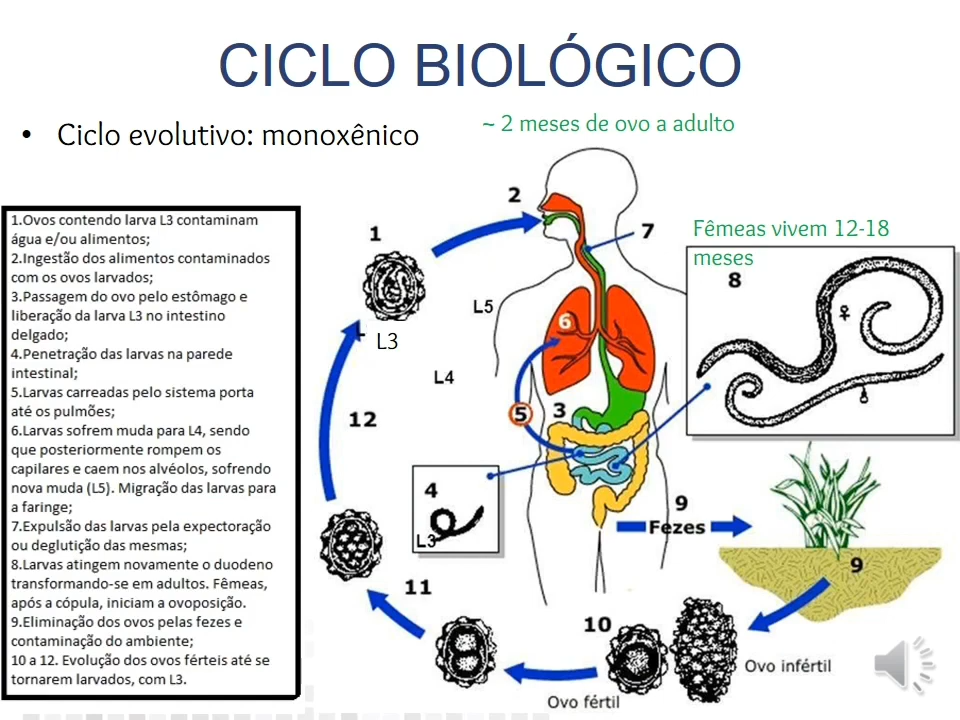 CICLO BIOLÓGICO
• Ciclo evolutivo: monoxênico
~ 2 meses de ovo a adulto
1.Ovos contendo larva L3 contaminam
água e/ou alimentos;
2.Ingestão dos alimentos contaminados
com os ovos larvados;
3.Passagem do ovo pelo estômago e
liberação da larva L3 no intestino
delgado;
4.Penetração das larvas na parede
intestinal;
5.Larvas carreadas pelo sistema porta
até os pulmões;
6.Larvas sofrem muda para L4, sendo
que posteriormente rompem os
capilares e caem nos alvéolos, sofrendo
nova muda (L5). Migração das larvas para
a faringe;
7.Expulsão das larvas pela expectoração
ou deglutição das mesmas;
8.Larvas atingem novamente o duodeno
transformando-se em adultos. Fêmeas,
após a cópula, iniciam a ovoposição.
9.Eliminação dos ovos pelas fezes e
contaminação do ambiente;
10 a 12. Evolução dos ovos férteis até se
tornarem larvados, com L3.
2
1
7
Fêmeas vivem 12-18
meses
8
♀
L5
6
L3
L4
5
3
12
4
L3
9
Fezes
9
11
10
Ovo infértil
Ovo fértil